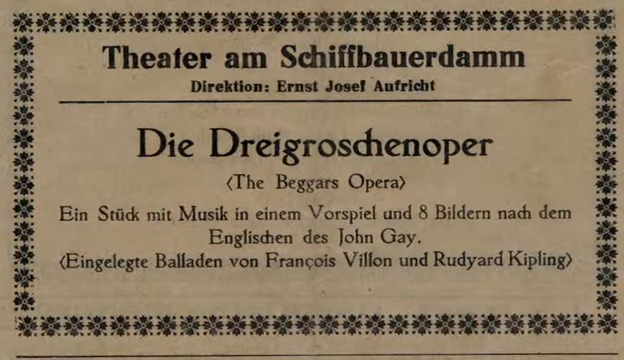 Theater am Schiffbauerdamm
Direktion: Ernst Josef Aufricht
Die Dreigroschenoper
⟨The Beggars Opera⟩
Ein Stück mit Musik in einem Vorspiel und 8 Bildern nach dem
Englischen des John Gay.
⟨Eingelegte Balladen von François Villon und Rudyard Kipling⟩